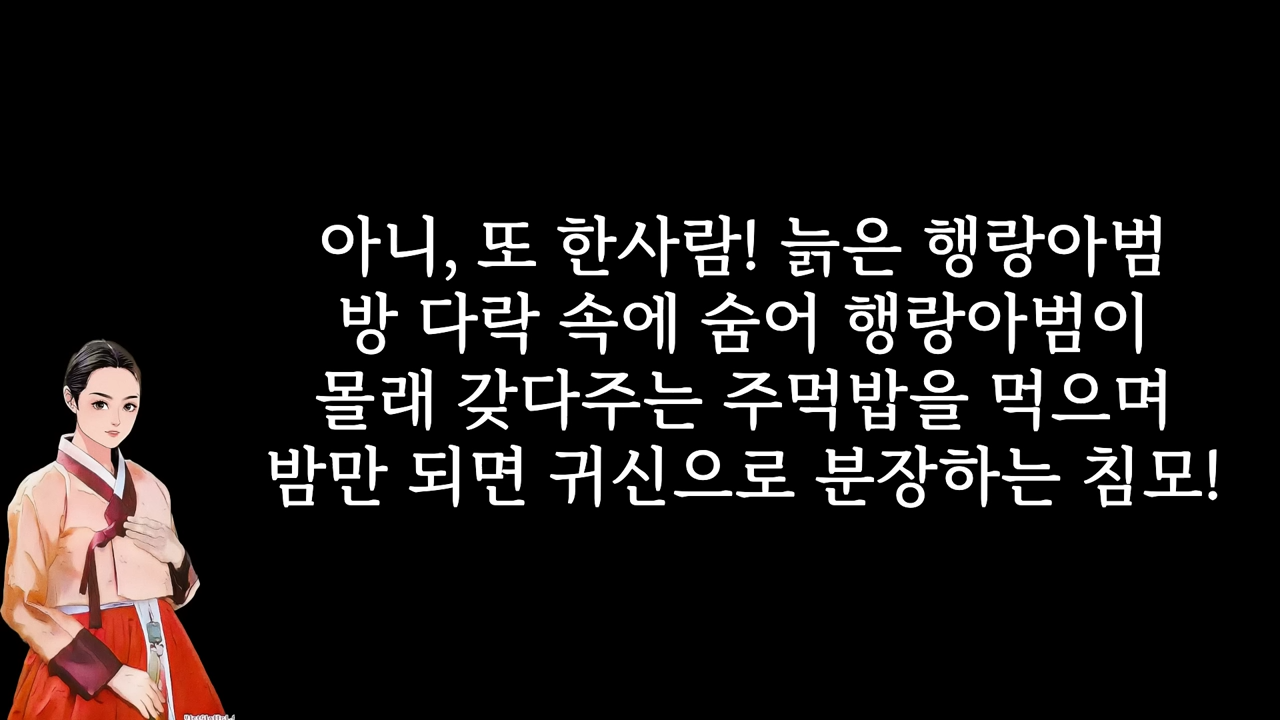 아니, 또 한사람! 늙은 행랑아범
방 다락 속에 숨어 행랑아범이
몰래 갖다주는 주먹밥을 먹으며
밤만 되면 귀신으로 분장하는 침모!